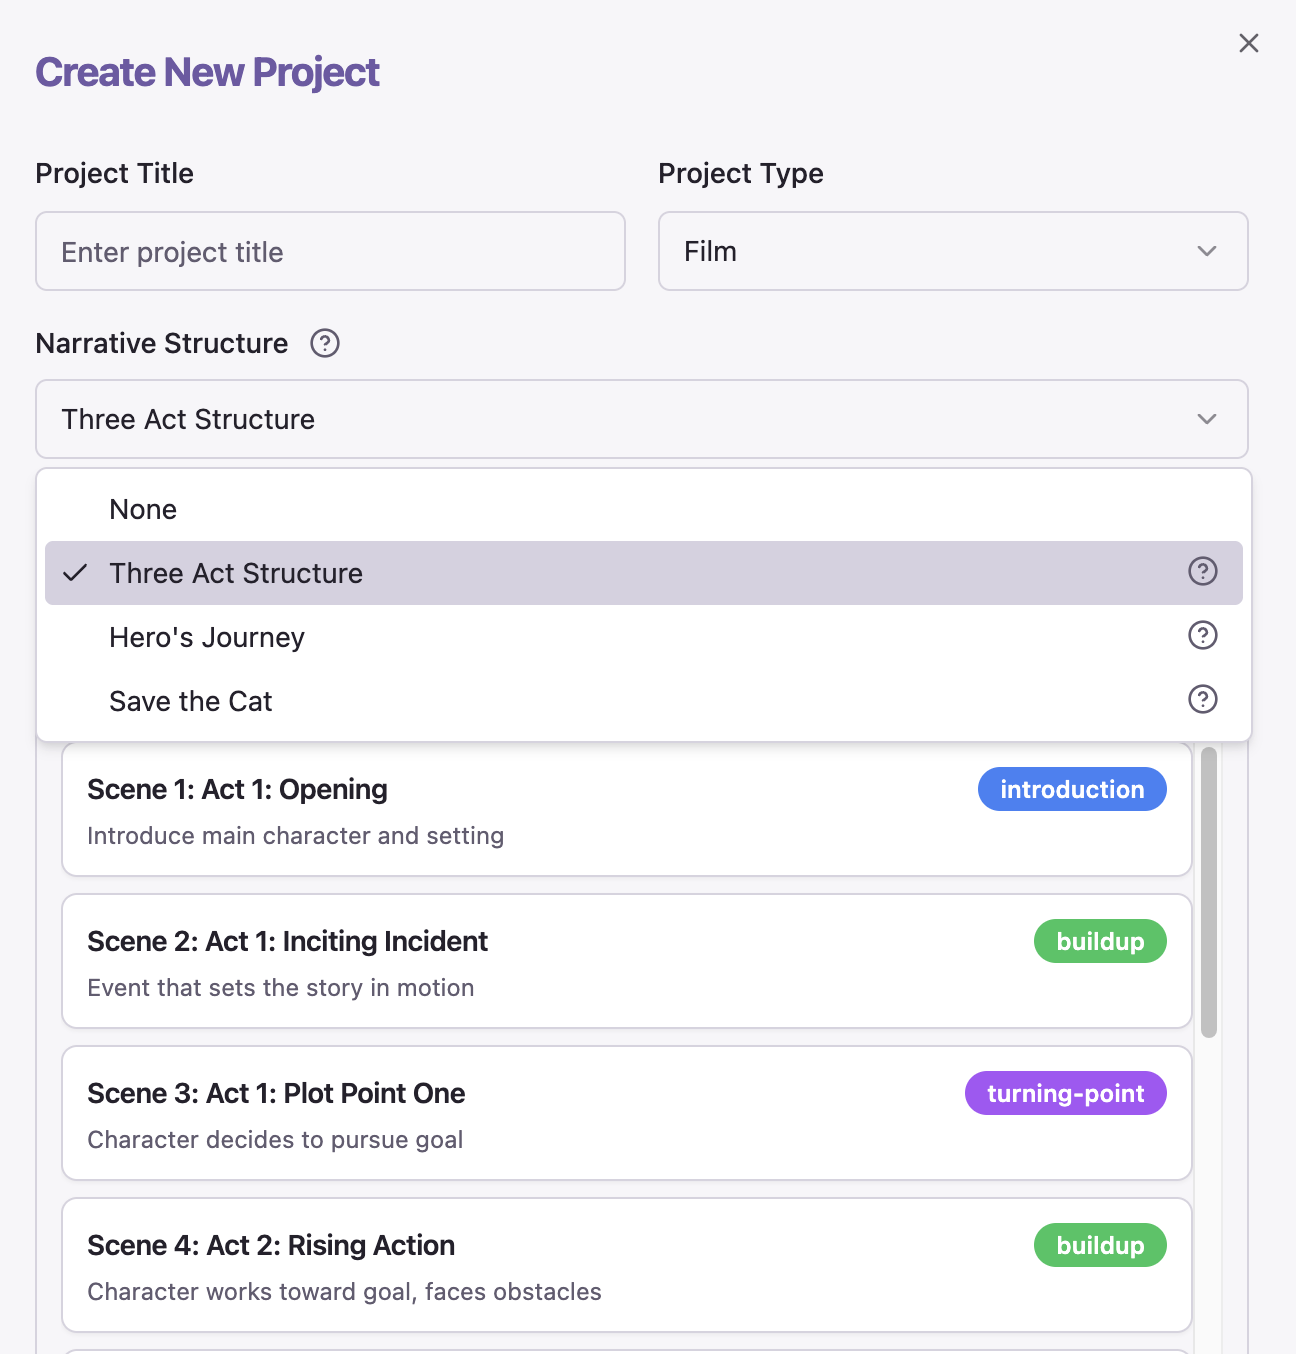 Create New Project
Project Title
Project Type
Enter project title
Film
Narrative Structure
Three Act Structure
None
Three Act Structure
Hero's Journey
Save the Cat
Scene 1: Act 1: Opening
introduction
Introduce main character and setting
Scene 2: Act 1: Inciting Incident
buildup
Event that sets the story in motion
Scene 3: Act 1: Plot Point One
turning-point
Character decides to pursue goal
Scene 4: Act 2: Rising Action
buildup
Character works toward goal, faces obstacles